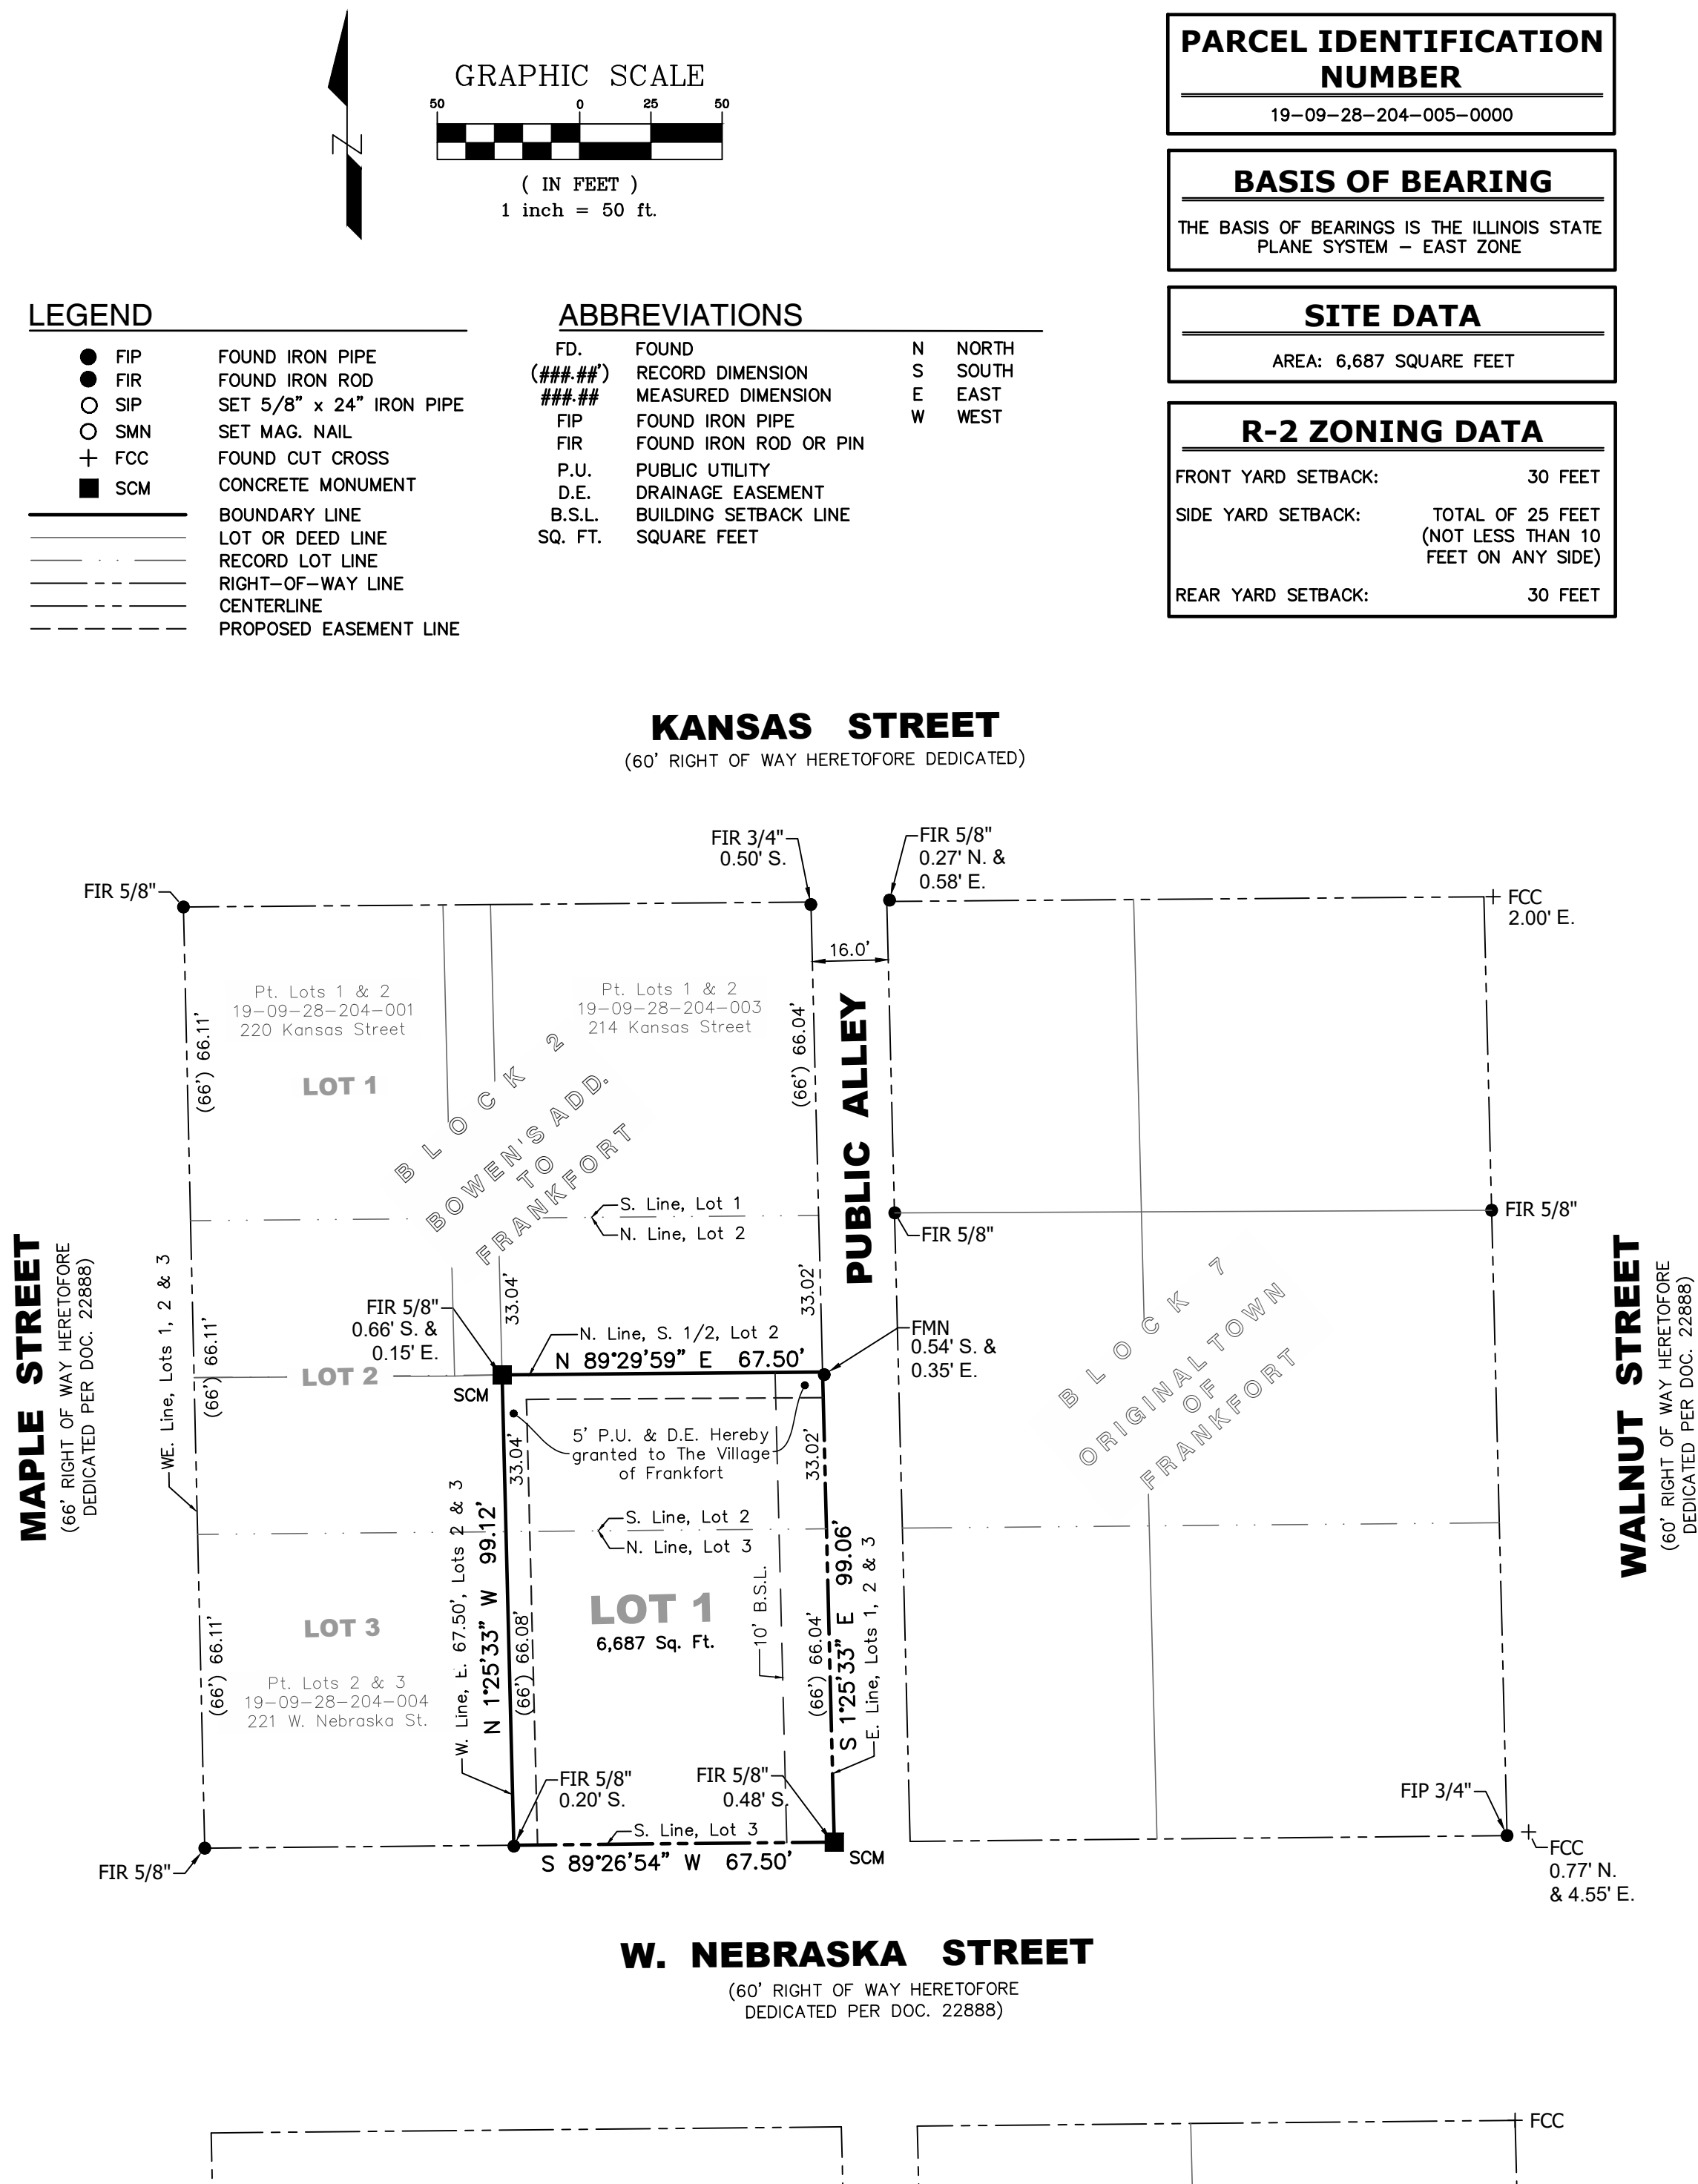 GRAPHIC SCALE
50 0 25 50
( IN FEET )
1 inch = 50 ft.
N
PARCEL IDENTIFICATION
NUMBER
19-09-28-204-005-0000
BASIS OF BEARING
THE BASIS OF BEARINGS IS THE ILLINOIS STATE
PLANE SYSTEM - EAST ZONE
SITE DATA
AREA: 6,687 SQUARE FEET
R-2 ZONING DATA
FRONT YARD SETBACK: 30 FEET
SIDE YARD SETBACK: TOTAL OF 25 FEET
(NOT LESS THAN 10
FEET ON ANY SIDE)
REAR YARD SETBACK: 30 FEET
LEGEND
FIP FOUND IRON PIPE
FIR FOUND IRON ROD
SIP SET 5/8" x 24" IRON PIPE
SMN SET MAG. NAIL
FCC FOUND CUT CROSS
SCM CONCRETE MONUMENT
BOUNDARY LINE
LOT OR DEED LINE
RECORD LOT LINE
RIGHT-OF-WAY LINE
CENTERLINE
PROPOSED EASEMENT LINE
ABBREVIATIONS
FD. FOUND
(###.##') RECORD DIMENSION
###.## MEASURED DIMENSION
FIP FOUND IRON PIPE
FIR FOUND IRON ROD OR PIN
P.U. PUBLIC UTILITY
D.E. DRAINAGE EASEMENT
B.S.L. BUILDING SETBACK LINE
SQ. FT. SQUARE FEET
N NORTH
S SOUTH
E EAST
W WEST
KANSAS STREET
(60' RIGHT OF WAY HERETOFORE DEDICATED)
FIR 5/8"
FIR 3/4"
0.50' S.
FIR 5/8"
0.27' N. &
0.58' E.
FCC
2.00' E.
16.0'
Pt. Lots 1 & 2
19-09-28-204-001
220 Kansas Street
Pt. Lots 1 & 2
19-09-28-204-003
214 Kansas Street
(66') 66.11'
(66') 66.04'
LOT 1
BLOCK 2
BOWEN'S ADD.
TO
FRANKFORT
PUBLIC ALLEY
S. Line, Lot 1
N. Line, Lot 2
FIR 5/8"
FIR 5/8"
MAPLE STREET
(66' RIGHT OF WAY HERETOFORE
DEDICATED PER DOC. 22888)
WE. Line, Lots 1, 2 & 3
WALNUT STREET
(60' RIGHT OF WAY HERETOFORE
DEDICATED PER DOC. 22888)
BLOCK 7
ORIGINAL TOWN
OF
FRANKFORT
33.04'
33.02'
FIR 5/8"
0.66' S. &
0.15' E.
(66') 66.11'
N. Line, S. 1/2, Lot 2
N 89°29'59" E 67.50'
FMN
0.54' S. &
0.35' E.
LOT 2
SCM
5' P.U. & D.E. Hereby
granted to The Village
of Frankfort
33.04'
33.02'
S. Line, Lot 2
N. Line, Lot 3
W. Line, E. 67.50', Lots 2 & 3
N 1°25'33" W 99.12'
(66') 66.08'
LOT 1
6,687 Sq. Ft.
10' B.S.L.
(66') 66.04'
S 1°25'33" E 99.06'
E. Line, Lots 1, 2 & 3
LOT 3
(66') 66.11'
Pt. Lots 2 & 3
19-09-28-204-004
221 W. Nebraska St.
FIR 5/8"
0.20' S.
FIR 5/8"
0.48' S.
FIP 3/4"
S. Line, Lot 3
S 89°26'54" W 67.50'
SCM
FIR 5/8"
FCC
0.77' N.
& 4.55' E.
W. NEBRASKA STREET
(60' RIGHT OF WAY HERETOFORE
DEDICATED PER DOC. 22888)
FCC